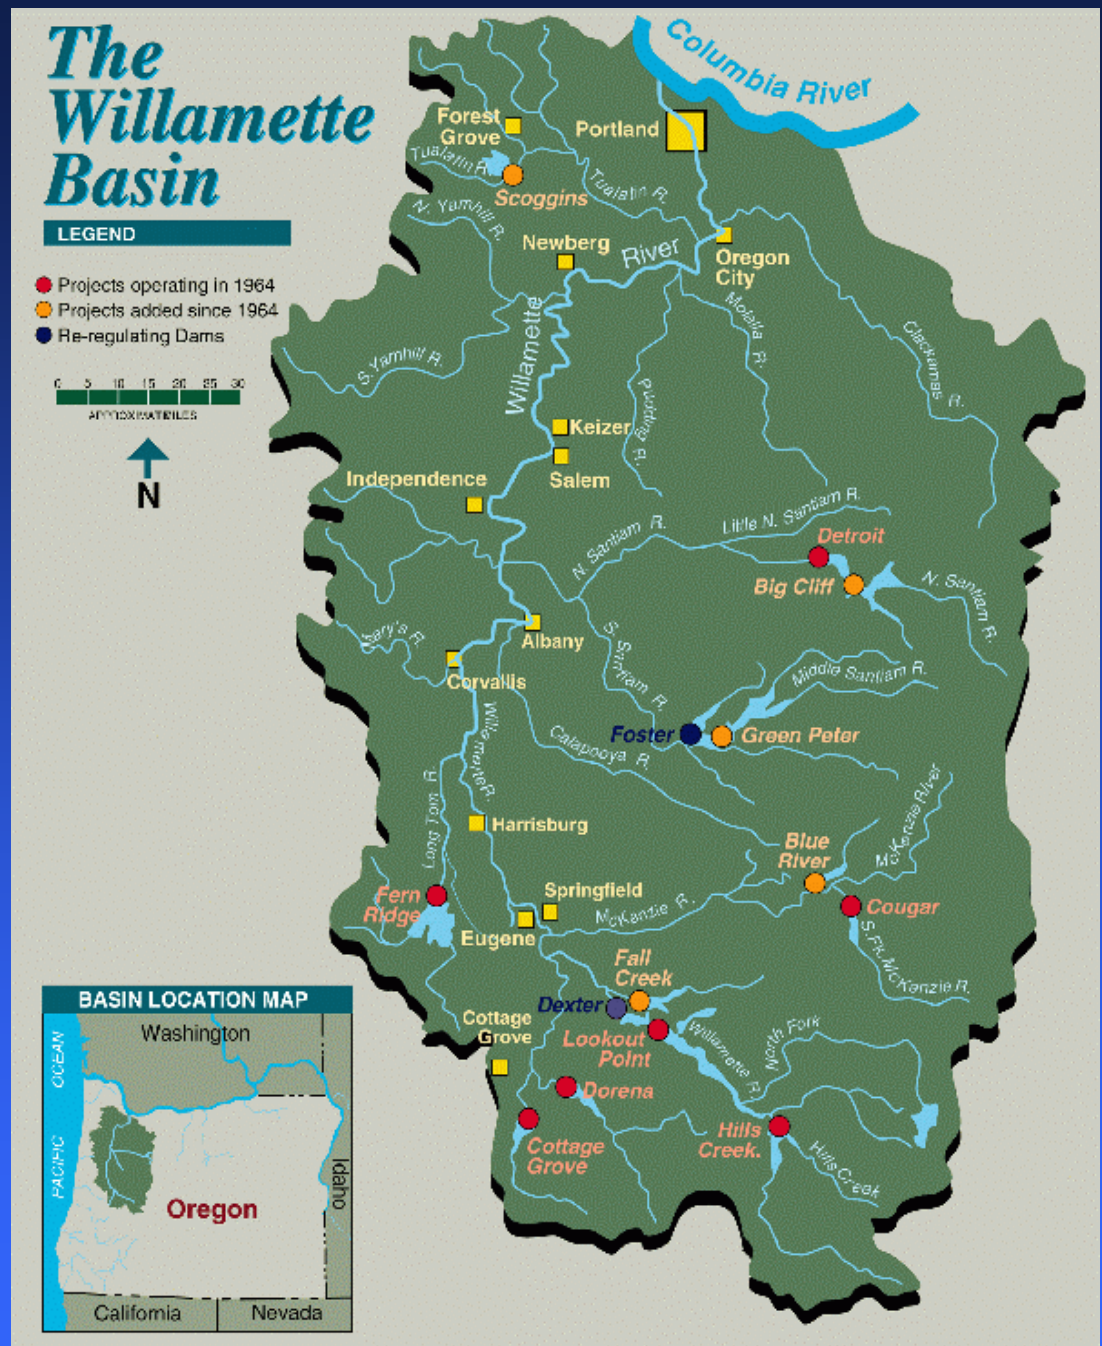 The
Willamette
Basin
LEGEND
Projects operating in 1964
Projects added since 1964
Re-regulating Dams
0 5 10 15 20 25 30
N
Columbia River
Forest
Grove
Portland
Tualatin R.
Scoggins
Tualatin R.
N. Yamhill R.
Newberg
River
Oregon
City
Willamette
Molalla R.
Clackamas R.
S. Yamhill R.
Pudding R.
Keizer
Salem
Independence
Little N. Santiam R.
N. Santiam R.
Detroit
Big Cliff
N. Santiam R.
Mary's R.
Albany
S. Santiam R.
Corvallis
Middle Santiam R.
Willamette R.
Foster
Green Peter
Calapooya R.
Long Tom R.
McKenzie River
Harrisburg
Blue
River
Fern
Ridge
Springfield
McKanzie R.
Cougar
Eugene
S. Fk. McKenzie R.
Fall
Creek
Dexter
Cottage
Grove
Lookout
Point
Willamette R.
North Fork
Dorena
Cottage
Grove
Hills
Creek.
Hills Creek
BASIN LOCATION MAP
Washington
PACIFIC OCEAN
Idaho
Oregon
California
Nevada